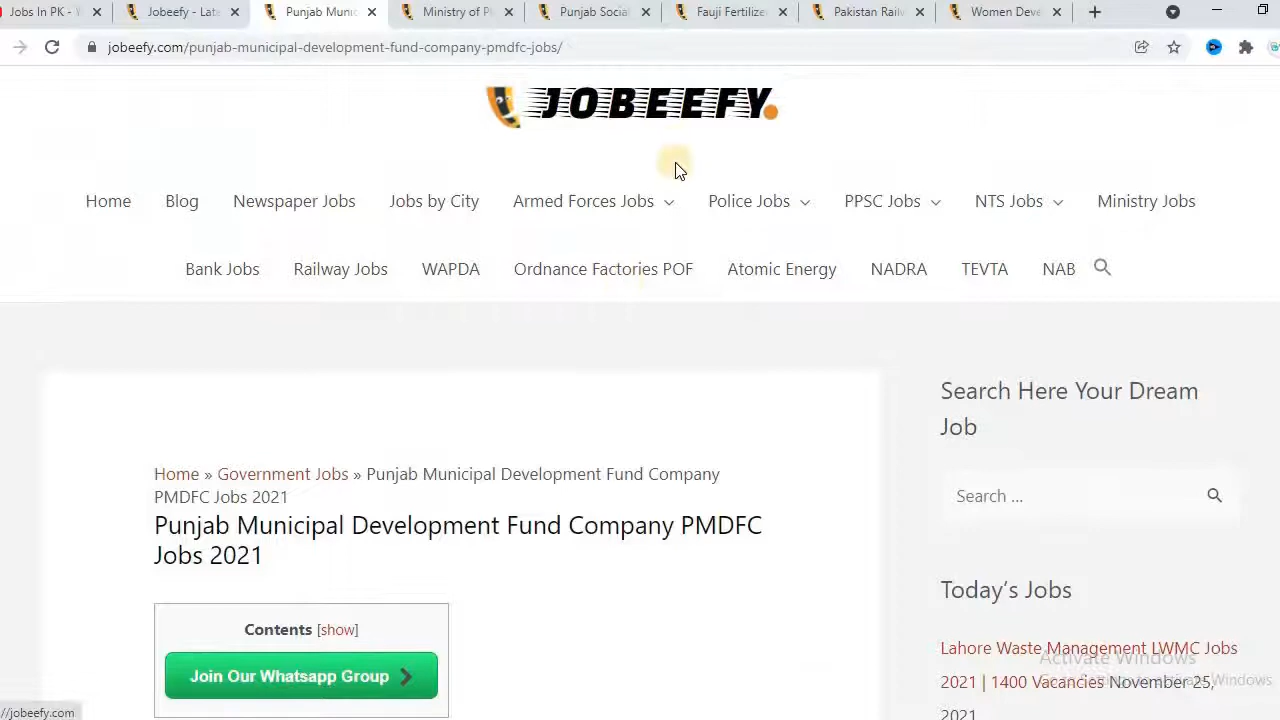 Jobs In PK - W
Jobeefy - Late
Punjab Munic
Ministry of Pl
Punjab Social
Fauji Fertilize
Pakistan Railw
Women Deve
jobeefy.com/punjab-municipal-development-fund-company-pmdfc-jobs/
JOBEEFY.
Home Blog Newspaper Jobs Jobs by City Armed Forces Jobs Police Jobs PPSC Jobs NTS Jobs Ministry Jobs
Bank Jobs Railway Jobs WAPDA Ordnance Factories POF Atomic Energy NADRA TEVTA NAB
Home » Government Jobs » Punjab Municipal Development Fund Company
PMDFC Jobs 2021
Punjab Municipal Development Fund Company PMDFC
Jobs 2021
Contents [show]
Join Our Whatsapp Group
Search Here Your Dream
Job
Search ...
Today's Jobs
Lahore Waste Management LWMC Jobs
2021 | 1400 Vacancies November 25,
2021
Activate Windows
//jobeefy.com